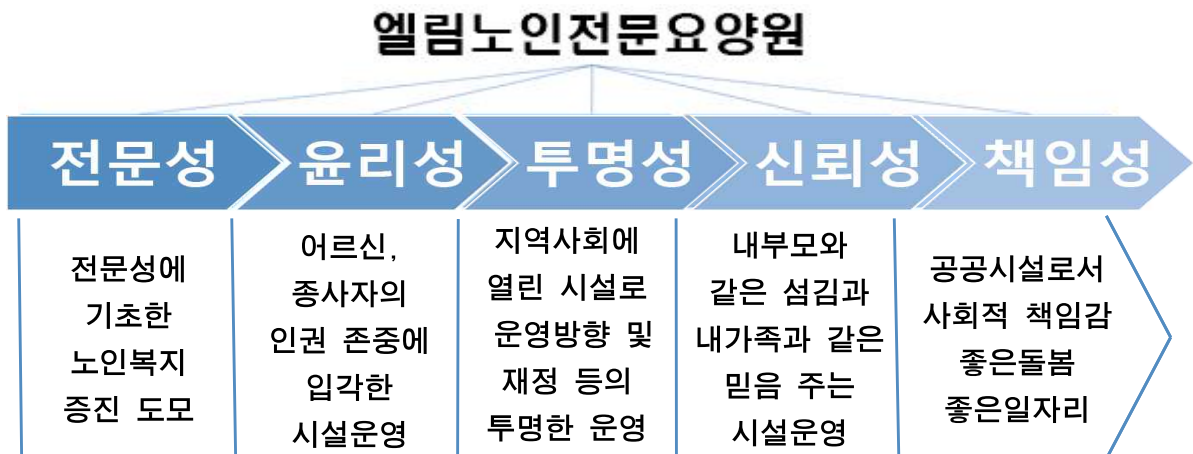 엘림노인전문요양원
전문성
윤리성
투명성
신뢰성
책임성
전문성에
기초한
노인복지
증진 도모
어르신,
종사자의
인권 존중에
입각한
시설운영
지역사회에
열린 시설로
운영방향 및
재정 등의
투명한 운영
내부모와
같은 섬김과
내가족과 같은
믿음 주는
시설운영
공공시설로서
사회적 책임감
좋은돌봄
좋은일자리